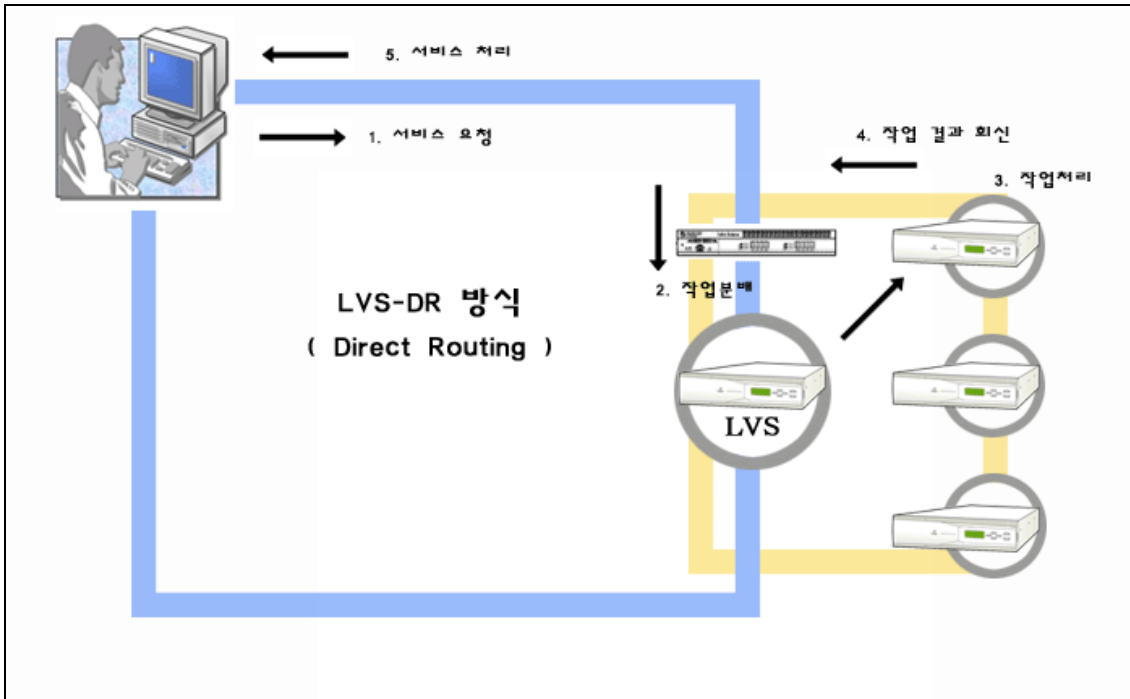 5. 서비스 처리
1. 서비스 요청
4. 작업 결과 회신
3. 작업처리
2. 작업분배
LVS-DR 방식
( Direct Routing )
LVS